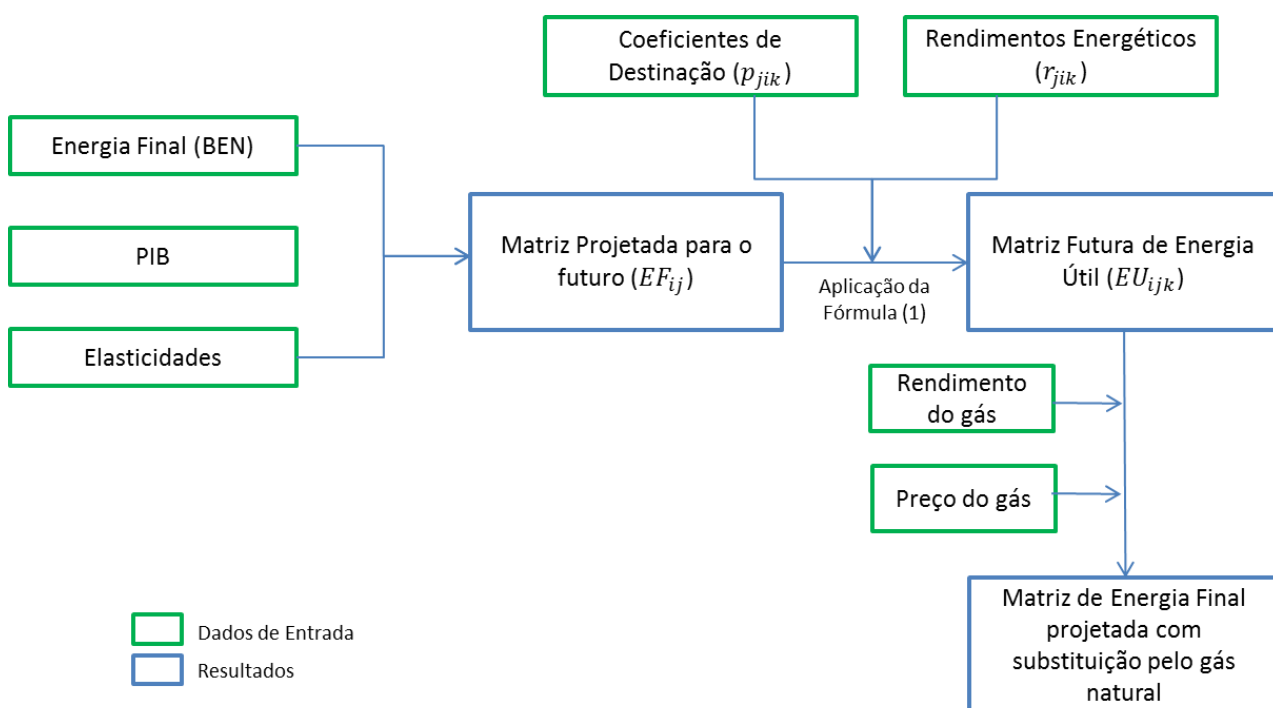 Coeficientes de
Destinação (p_jik)
Rendimentos Energéticos
(r_jik)
Energia Final (BEN)
PIB
Elasticidades
Matriz Projetada para o
futuro (EF_ij)
Aplicação da
Fórmula (1)
Matriz Futura de Energia
Útil (EU_ijk)
Rendimento
do gás
Preço do gás
Matriz de Energia Final
projetada com
substituição pelo gás
natural
Dados de Entrada
Resultados